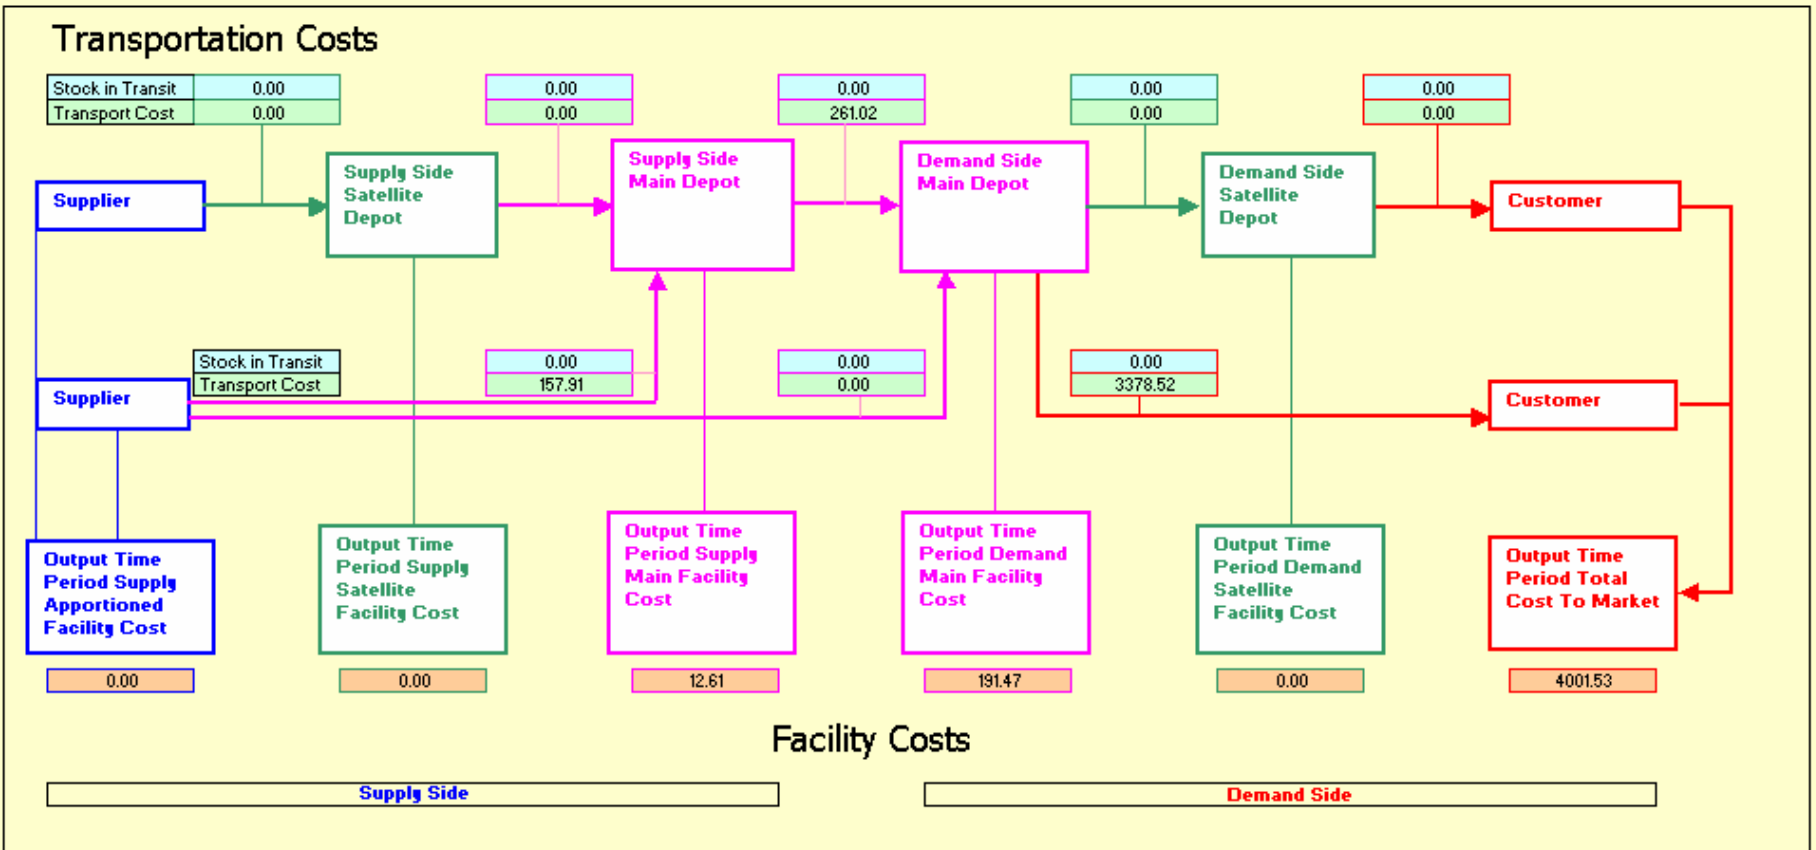 Transportation Costs
Stock in Transit 0.00 0.00 0.00 0.00 0.00
Transport Cost 0.00 0.00 261.02 0.00 0.00
Supplier
Supply Side
Satellite
Depot
Supply Side
Main Depot
Demand Side
Main Depot
Demand Side
Satellite
Depot
Customer
Stock in Transit 0.00 0.00 0.00
Transport Cost 157.91 0.00 3378.52
Supplier
Customer
Output Time
Period Supply
Apportioned
Facility Cost
Output Time
Period Supply
Satellite
Facility Cost
Output Time
Period Supply
Main Facility
Cost
Output Time
Period Demand
Main Facility
Cost
Output Time
Period Demand
Satellite
Facility Cost
Output Time
Period Total
Cost To Market
0.00 0.00 12.61 191.47 0.00 4001.53
Facility Costs
Supply Side
Demand Side